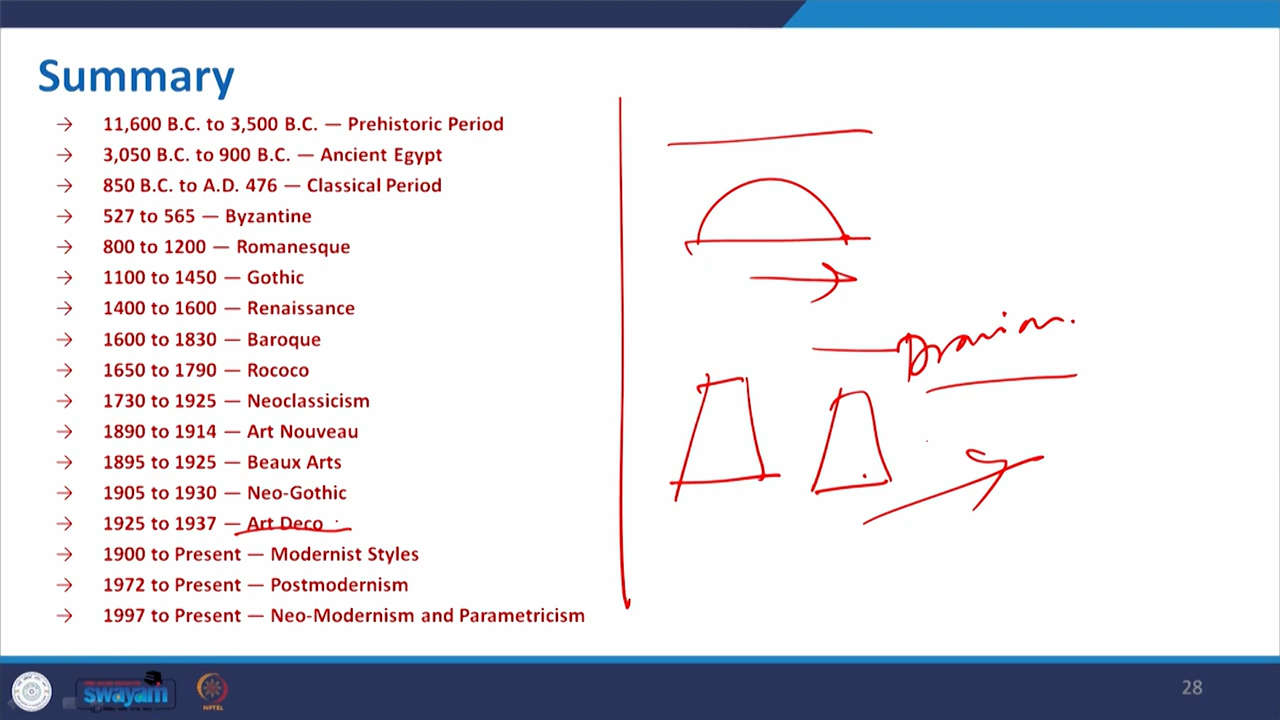 Summary
→ 11,600 B.C. to 3,500 B.C. — Prehistoric Period
→ 3,050 B.C. to 900 B.C. — Ancient Egypt
→ 850 B.C. to A.D. 476 — Classical Period
→ 527 to 565 — Byzantine
→ 800 to 1200 — Romanesque
→ 1100 to 1450 — Gothic
→ 1400 to 1600 — Renaissance
→ 1600 to 1830 — Baroque
→ 1650 to 1790 — Rococo
→ 1730 to 1925 — Neoclassicism
→ 1890 to 1914 — Art Nouveau
→ 1895 to 1925 — Beaux Arts
→ 1905 to 1930 — Neo-Gothic
→ 1925 to 1937 — Art Deco
→ 1900 to Present — Modernist Styles
→ 1972 to Present — Postmodernism
→ 1997 to Present — Neo-Modernism and Parametricism
swayam
NPTEL
28